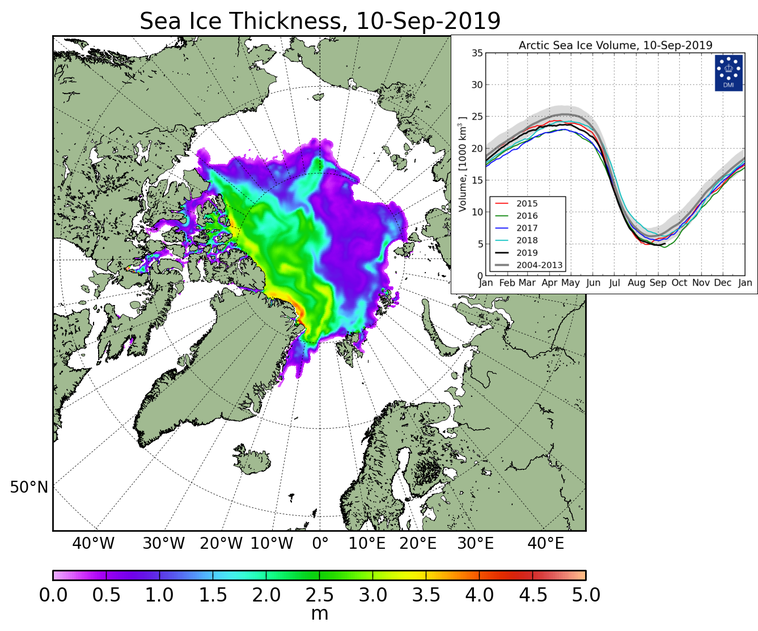 Sea Ice Thickness, 10-Sep-2019
Arctic Sea Ice Volume, 10-Sep-2019
35
30
25
20
15
10
5
0
Volume, [1000 km³]
DMI
2015
2016
2017
2018
2019
2004-2013
Jan Feb Mar Apr May Jun Jul Aug Sep Oct Nov Dec Jan
50°N
40°W 30°W 20°W 10°W 0° 10°E 20°E 30°E 40°E
0.0 0.5 1.0 1.5 2.0 2.5 3.0 3.5 4.0 4.5 5.0
m